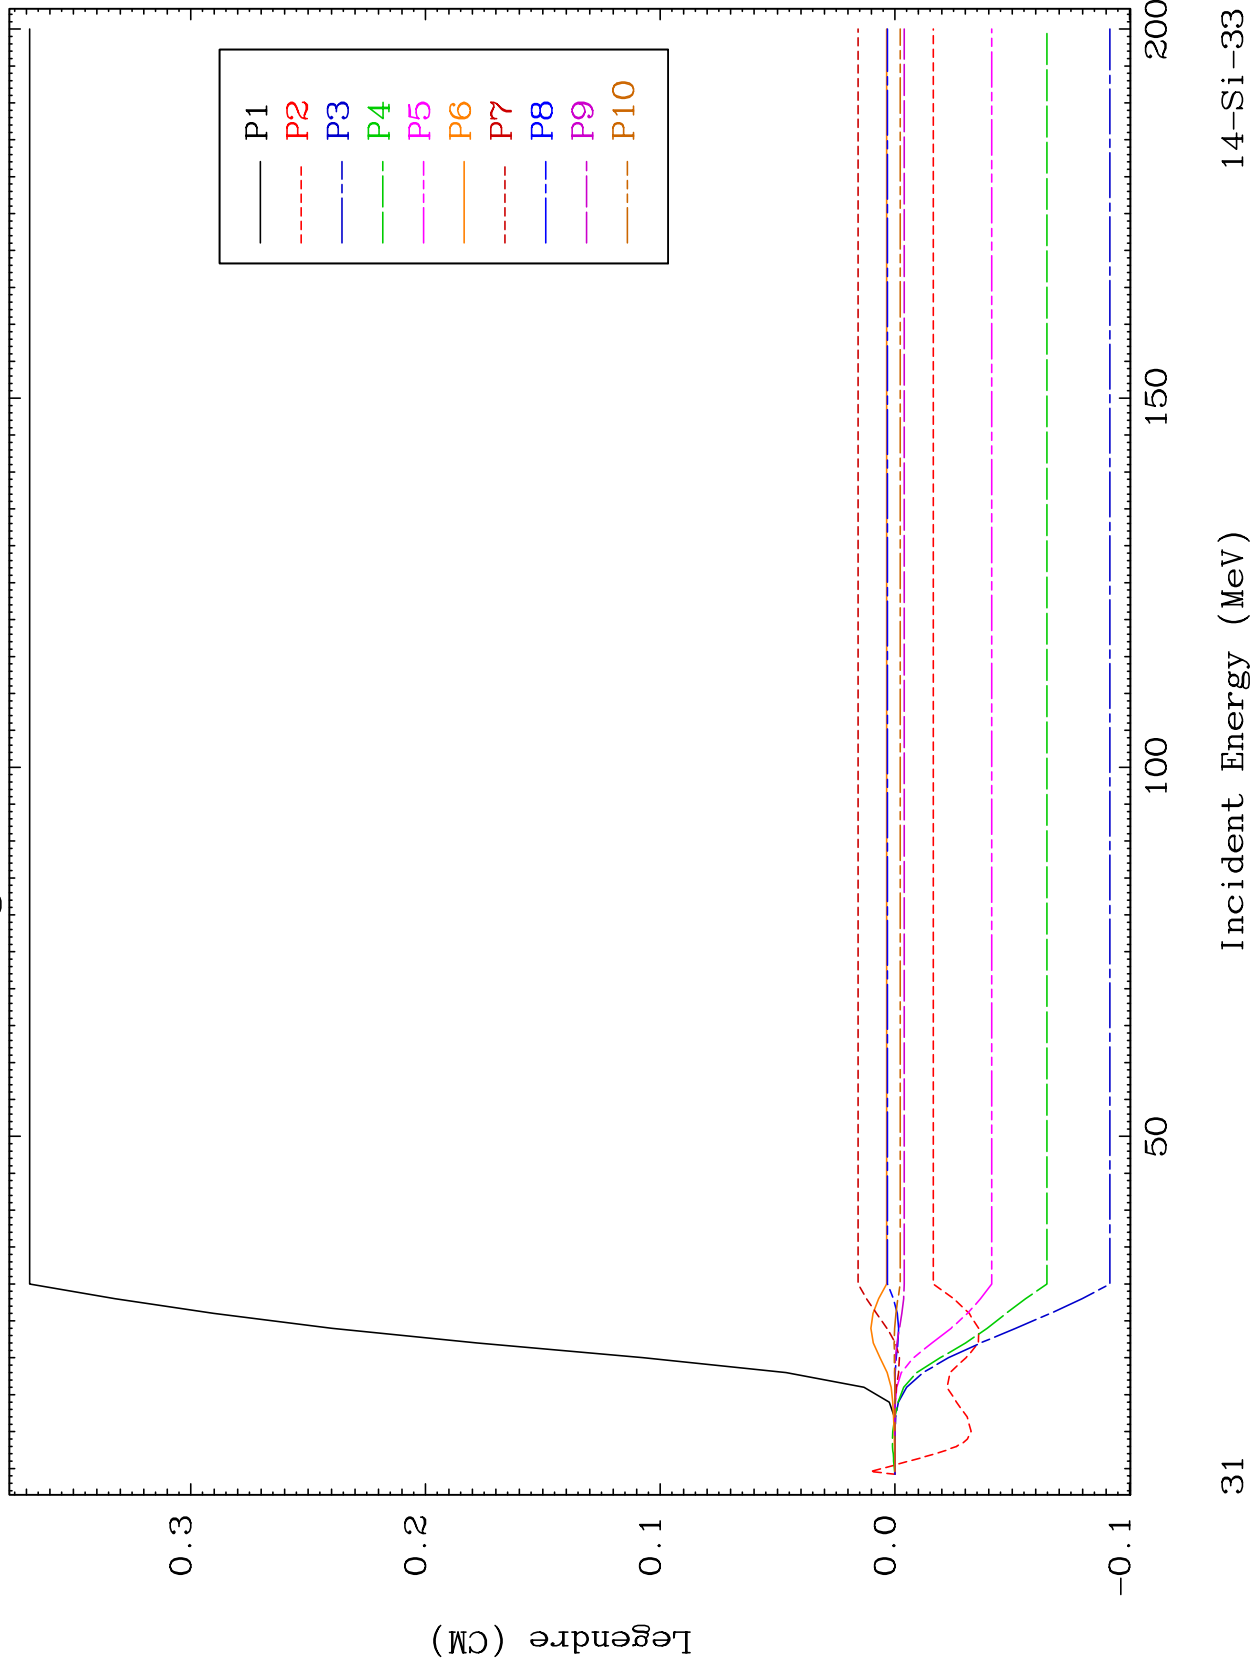 Legendre (CM)
0.3
0.2
0.1
0.0
-0.1
P1
P2
P3
P4
P5
P6
P7
P8
P9
P10
50
100
150
200
Incident Energy (MeV)
31
14-Si-33